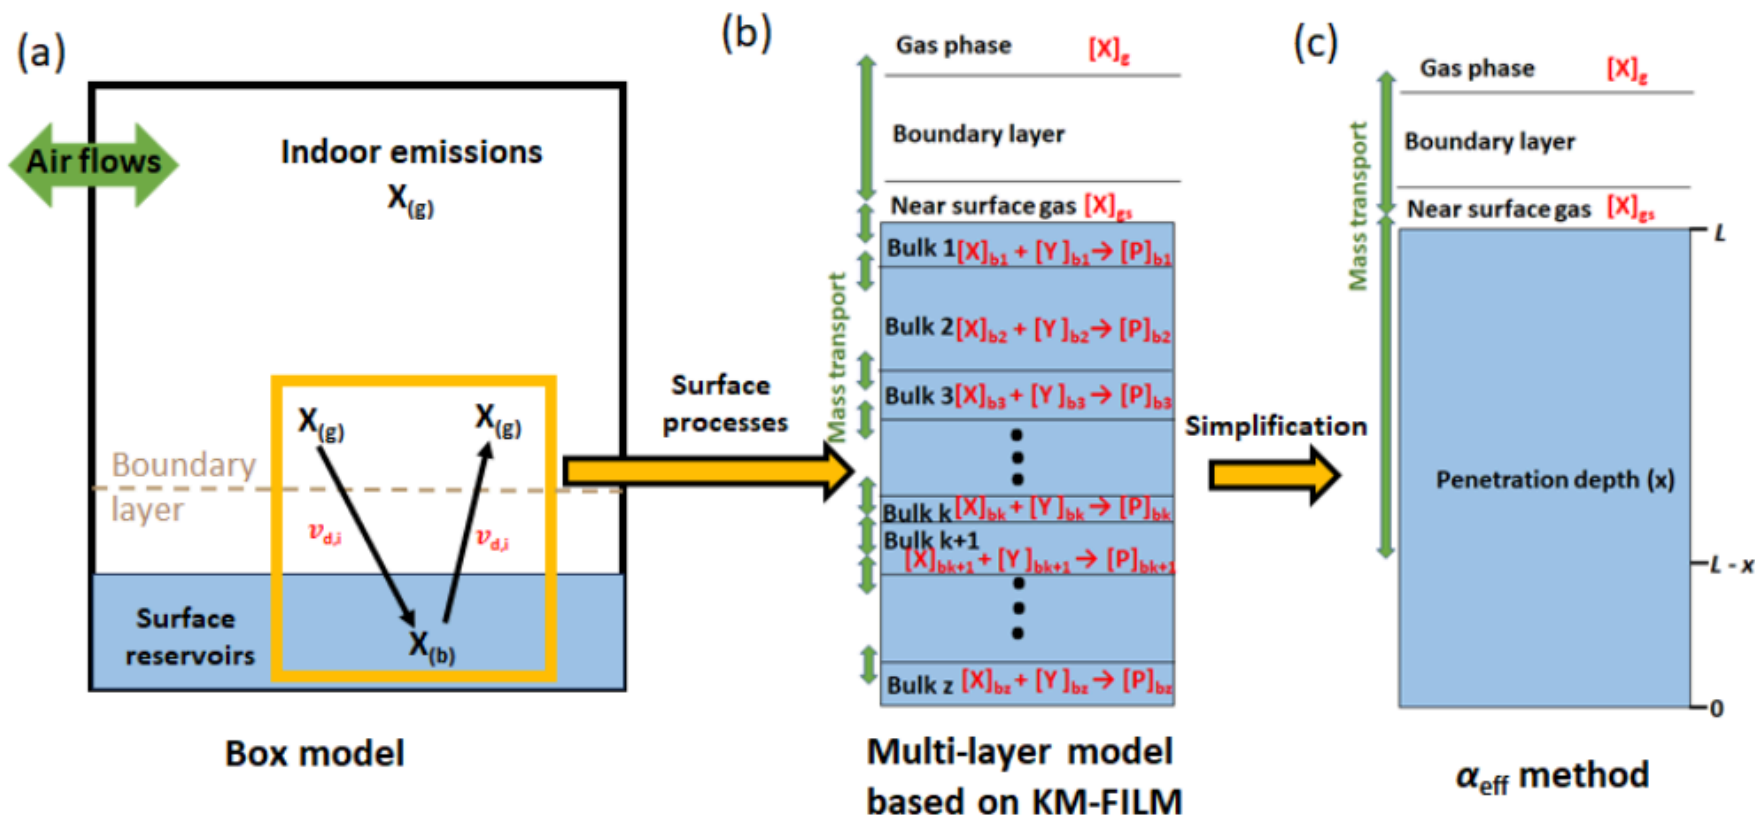 (a)
Air flows
Indoor emissions
X(g)
X(g)
X(g)
Boundary
layer
vd,i
vd,i
Surface
reservoirs
X(b)
Box model
Surface
processes
(b)
Gas phase [X]g
Boundary layer
Near surface gas [X]gs
Mass transport
Bulk 1 [X]b1 + [Y]b1 → [P]b1
Bulk 2 [X]b2 + [Y]b2 → [P]b2
Bulk 3 [X]b3 + [Y]b3 → [P]b3
Bulk k [X]bk + [Y]bk → [P]bk
Bulk k+1
[X]bk+1 + [Y]bk+1 → [P]bk+1
Bulk z [X]bz + [Y]bz → [P]bz
Multi-layer model
based on KM-FILM
Simplification
(c)
Gas phase [X]g
Boundary layer
Near surface gas [X]gs
Mass transport
L
Penetration depth (x)
L - x
0
αeff method